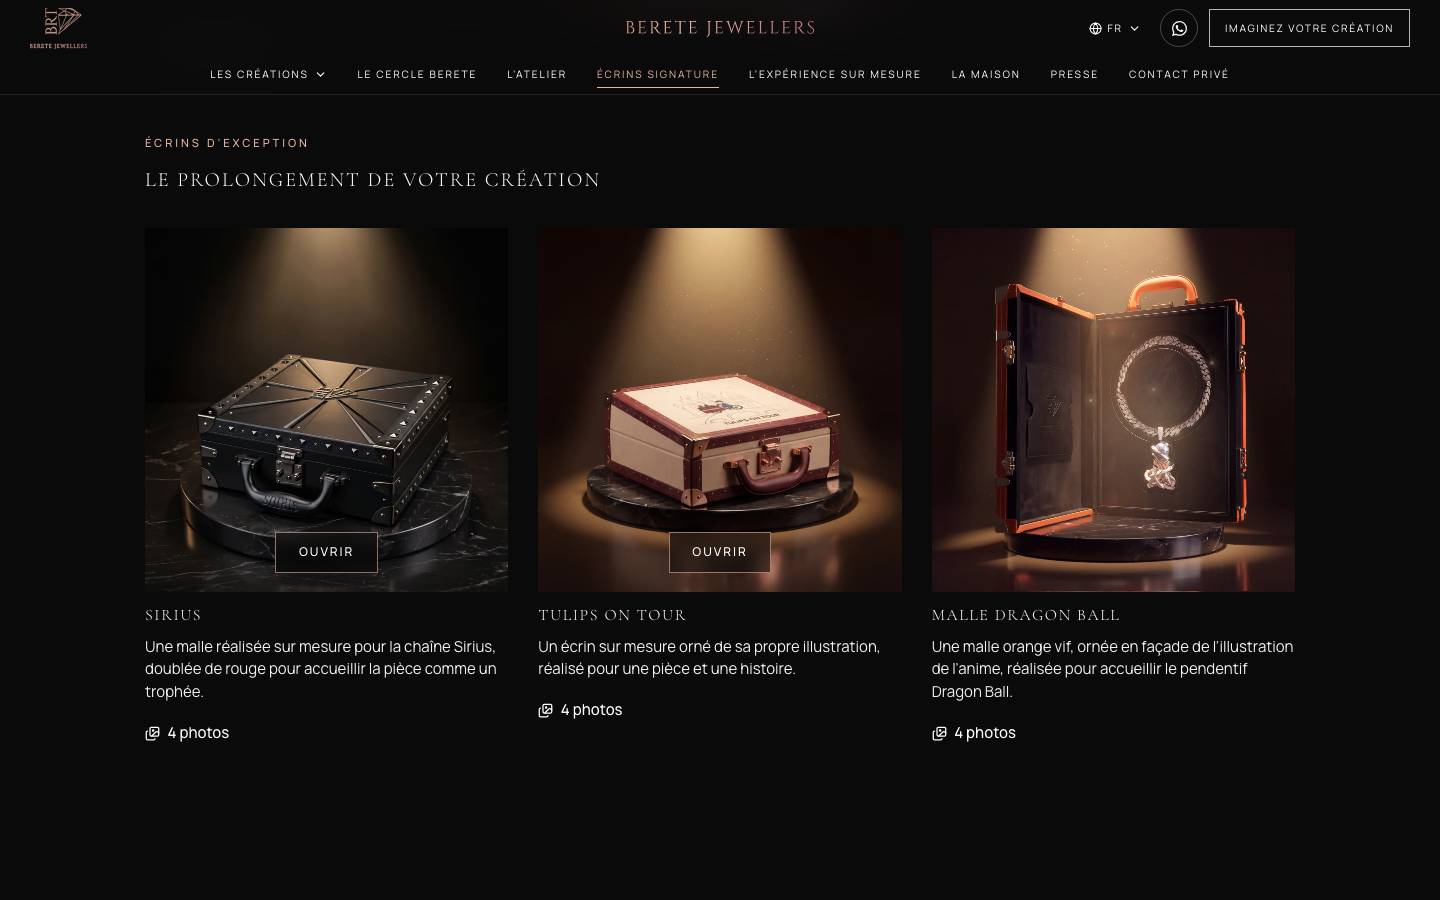 BRT
BERETE JEWELLERS
BERETE JEWELLERS
FR
IMAGINEZ VOTRE CRÉATION
LES CRÉATIONS
LE CERCLE BERETE
L'ATELIER
ÉCRINS SIGNATURE
L'EXPÉRIENCE SUR MESURE
LA MAISON
PRESSE
CONTACT PRIVÉ
ÉCRINS D'EXCEPTION
LE PROLONGEMENT DE VOTRE CRÉATION
OUVRIR
TULIPS ON TOUR
OUVRIR
SIRIUS
Une malle réalisée sur mesure pour la chaîne Sirius,
doublée de rouge pour accueillir la pièce comme un
trophée.
4 photos
TULIPS ON TOUR
Un écrin sur mesure orné de sa propre illustration,
réalisé pour une pièce et une histoire.
4 photos
MALLE DRAGON BALL
Une malle orange vif, ornée en façade de l'illustration
de l'anime, réalisée pour accueillir le pendentif
Dragon Ball.
4 photos